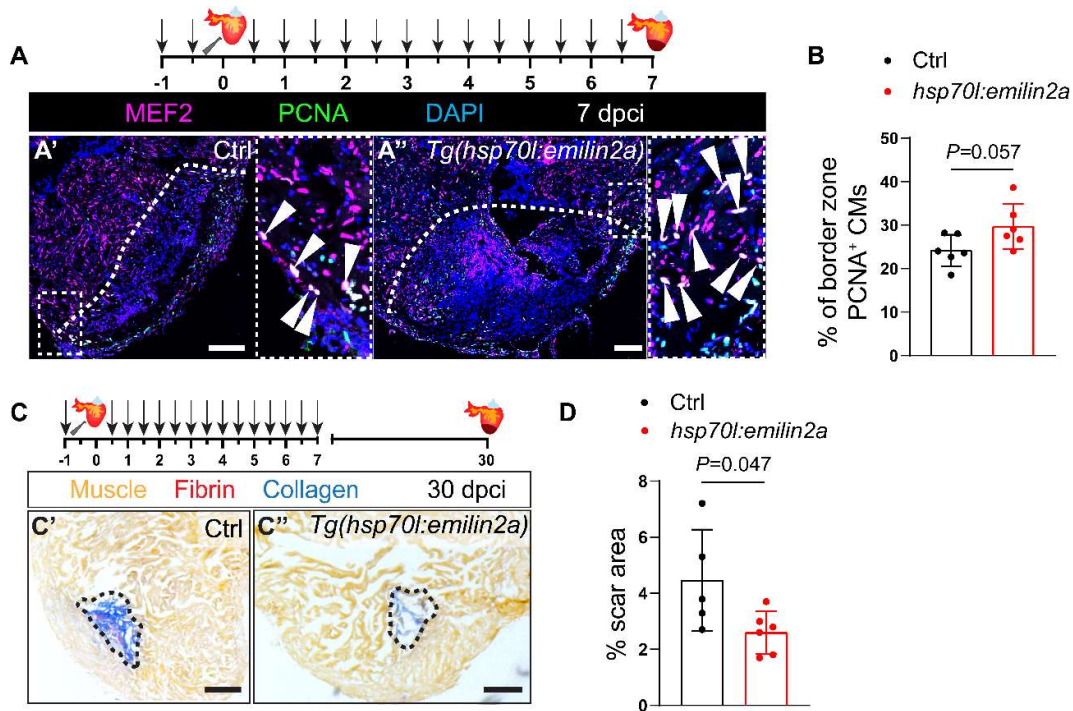 A
-1 0 1 2 3 4 5 6 7
MEF2 PCNA DAPI 7 dpci
A' Ctrl
A" Tg(hsp70l:emilin2a)
B
Ctrl
hsp70l:emilin2a
P=0.057
% of border zone
PCNA+ CMs
50
40
30
20
10
0
C
-1 0 1 2 3 4 5 6 7 30
Muscle Fibrin Collagen 30 dpci
C' Ctrl
C" Tg(hsp70l:emilin2a)
D
Ctrl
hsp70l:emilin2a
P=0.047
% scar area
8
6
4
2
0